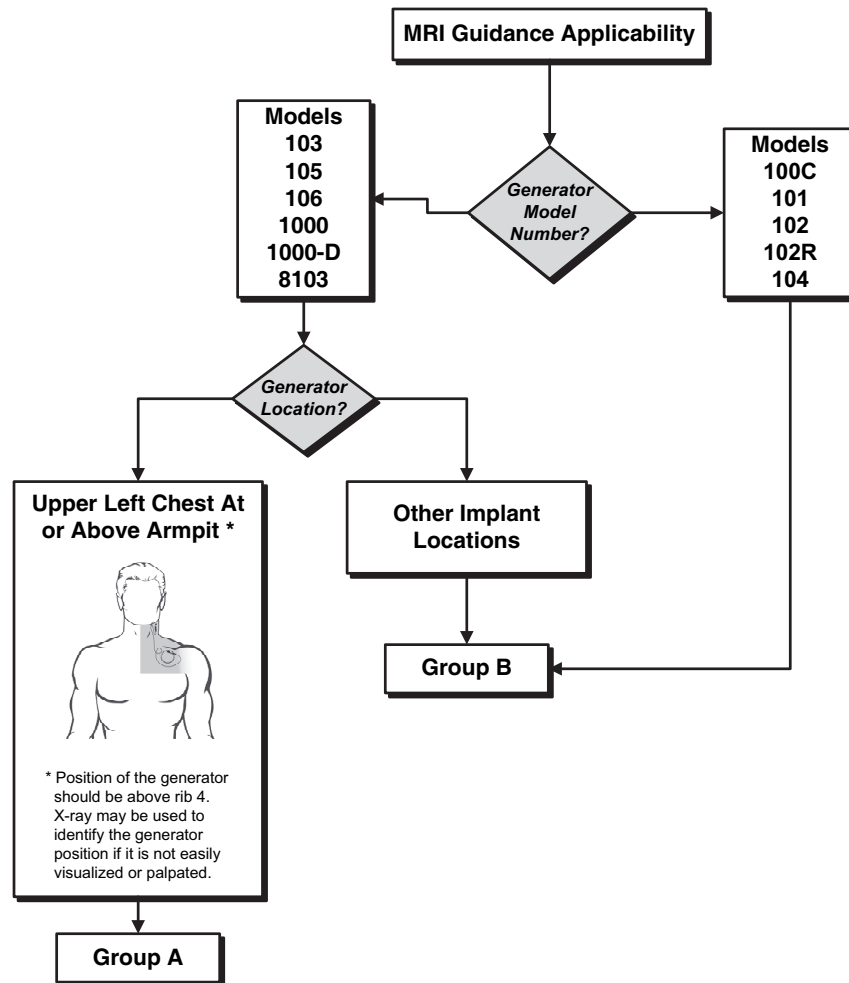 MRI Guidance Applicability
Models
103
105
106
1000
1000-D
8103
Generator
Model
Number?
Models
100C
101
102
102R
104
Generator
Location?
Upper Left Chest At
or Above Armpit *
* Position of the generator
should be above rib 4.
X-ray may be used to
identify the generator
position if it is not easily
visualized or palpated.
Other Implant
Locations
Group B
Group A